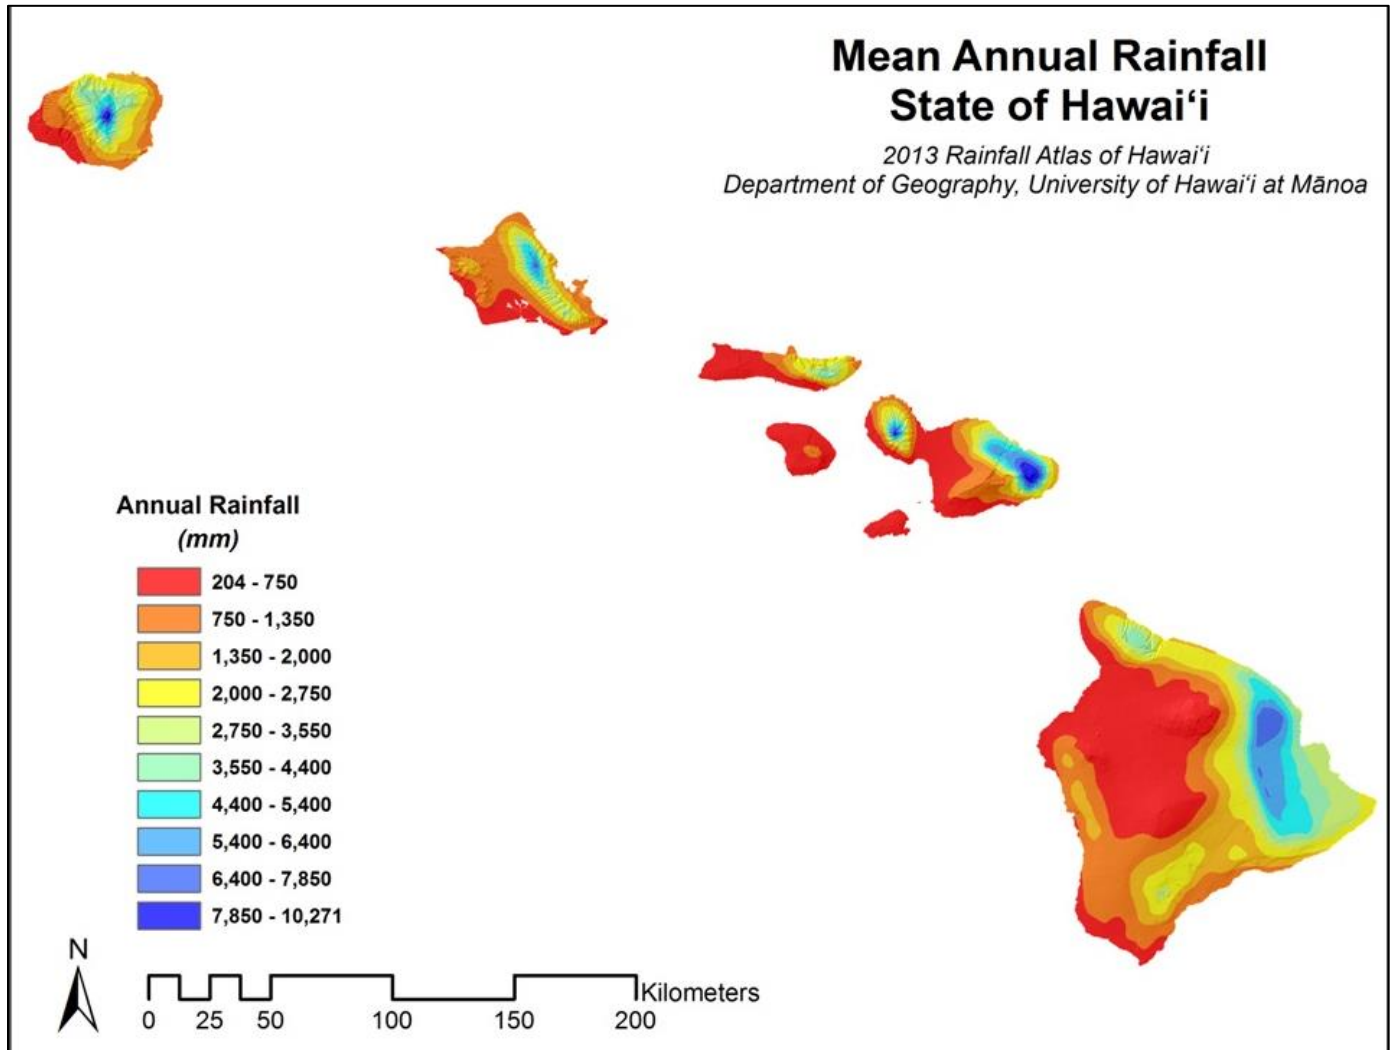 Mean Annual Rainfall
State of Hawai‘i
2013 Rainfall Atlas of Hawai‘i
Department of Geography, University of Hawai‘i at Mānoa
Annual Rainfall
(mm)
204 - 750
750 - 1,350
1,350 - 2,000
2,000 - 2,750
2,750 - 3,550
3,550 - 4,400
4,400 - 5,400
5,400 - 6,400
6,400 - 7,850
7,850 - 10,271
N
Kilometers
0 25 50 100 150 200